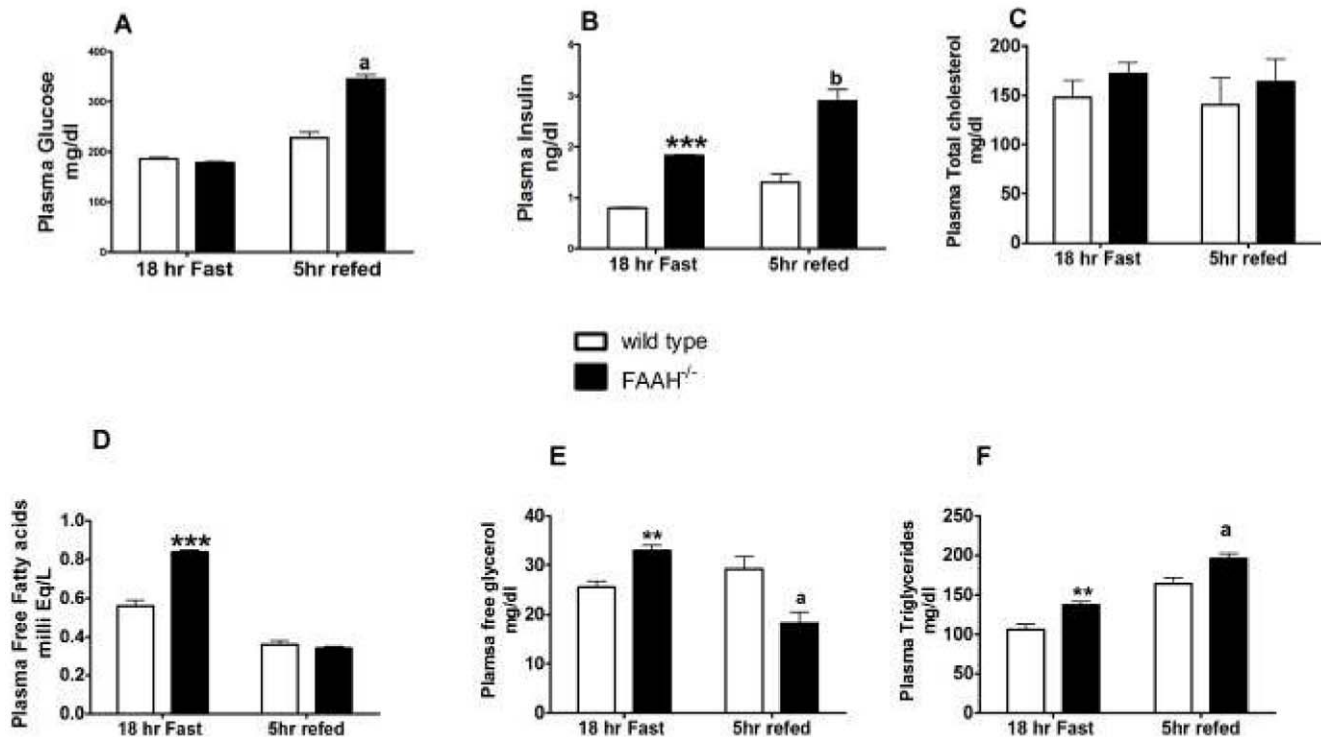 A
Plasma Glucose
mg/dl
400
300
200
100
0
a
18 hr Fast
5hr refed
B
Plasma Insulin
ng/dl
4
3
2
1
0
***
b
18 hr Fast
5hr refed
C
Plasma Total cholesterol
mg/dl
200
150
100
50
0
18 hr Fast
5hr refed
wild type
FAAH-/-
D
Plasma Free Fatty acids
milli Eq/L
1.0
0.8
0.6
0.4
0.2
0.0
***
18 hr Fast
5hr refed
E
Plamsa free glycerol
mg/dl
40
30
20
10
0
**
a
18 hr Fast
5hr refed
F
Plasma Triglycerides
mg/dl
250
200
150
100
50
0
**
a
18 hr Fast
5hr refed